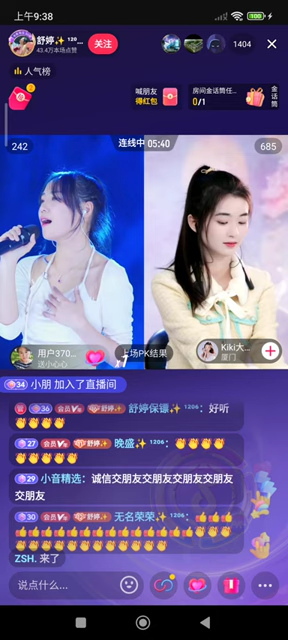 上午9:38
舒婷✨ ¹²⁰...
43.4万本场点赞
关注
1404
人气榜
喊朋友
得红包
房间金话筒任...
0/1
金话筒
242
连线中 05:40
685
用户370...
送小心心
上场PK结果
Kiki大...
厦门
34 小朋 加入了直播间
36 会员 舒婷 舒婷保镖✨ ¹²⁰⁶: 好听
👏👏👏👏
27 会员 舒婷 晚盛✨ ¹²⁰⁶: 👏👏👏👏
👏👏👏👏👏
29 小音精选: 诚信交朋友交朋友交朋友交朋友
交朋友
30 会员 舒婷 无名荣荣✨ ¹²⁰⁶: 👍👍👍
ZSH. 来了
说点什么...